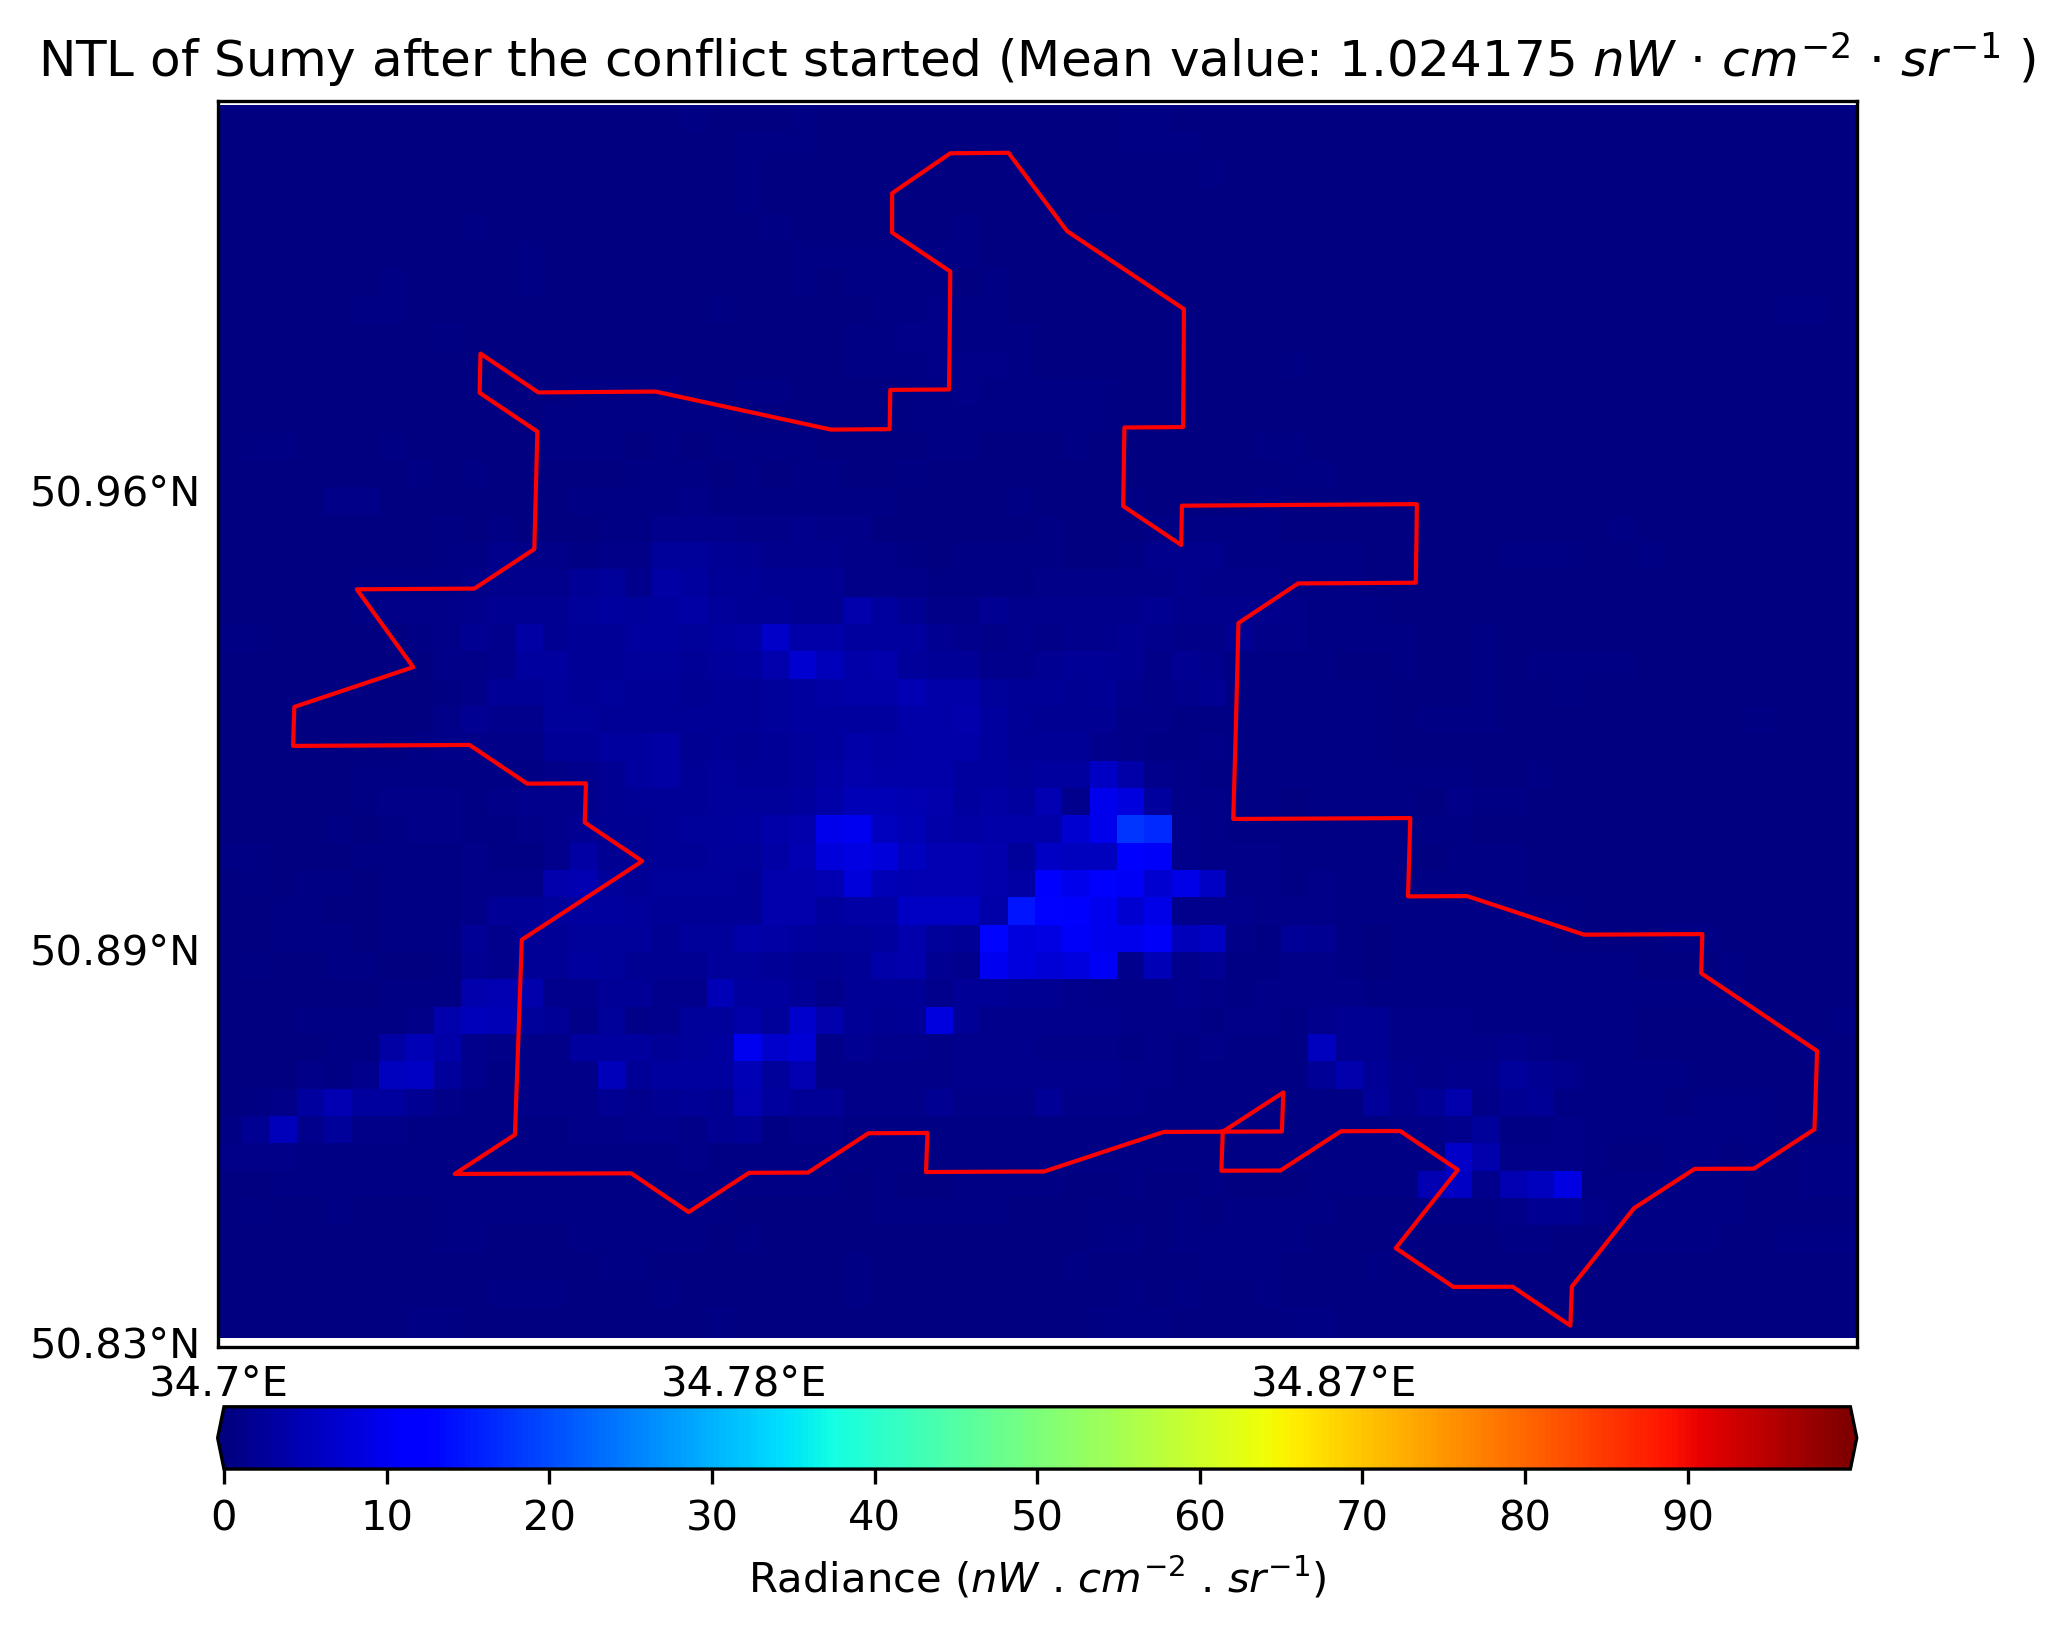 NTL of Sumy after the conflict started (Mean value: 1.024175 nW · cm⁻² · sr⁻¹ )
50.96°N
50.89°N
50.83°N
34.7°E 34.78°E 34.87°E
0 10 20 30 40 50 60 70 80 90
Radiance (nW . cm⁻² . sr⁻¹)